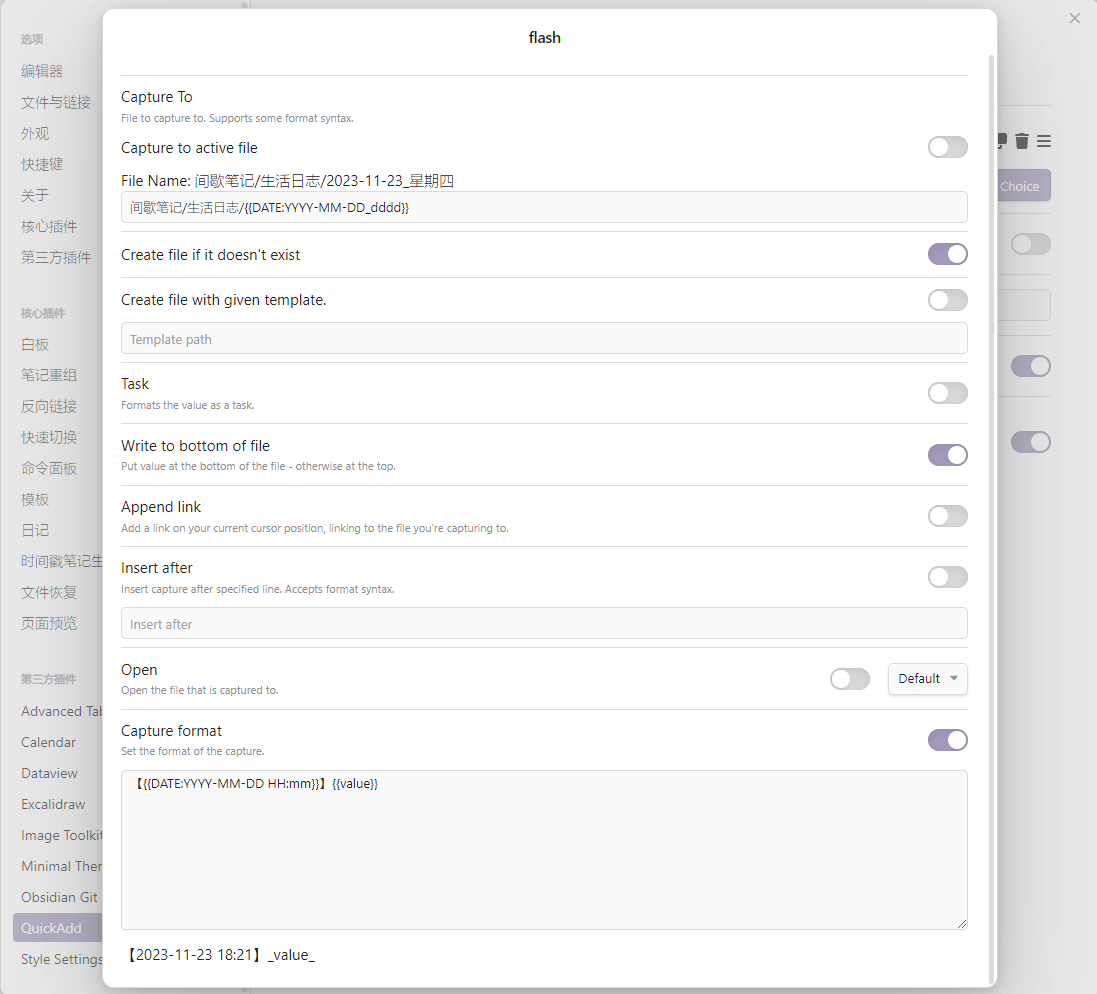 选项
编辑器
文件与链接
外观
快捷键
关于
核心插件
第三方插件
核心插件
白板
笔记重组
反向链接
快速切换
命令面板
模板
日记
时间戳笔记生
文件恢复
页面预览
第三方插件
Advanced Tab
Calendar
Dataview
Excalidraw
Image Toolkit
Minimal Ther
Obsidian Git
QuickAdd
Style Settings
flash
Capture To
File to capture to. Supports some format syntax.
Capture to active file
File Name: 间歇笔记/生活日志/2023-11-23_星期四
间歇笔记/生活日志/{{DATE:YYYY-MM-DD_dddd}}
Create file if it doesn't exist
Create file with given template.
Template path
Task
Formats the value as a task.
Write to bottom of file
Put value at the bottom of the file - otherwise at the top.
Append link
Add a link on your current cursor position, linking to the file you're capturing to.
Insert after
Insert capture after specified line. Accepts format syntax.
Insert after
Open
Open the file that is captured to.
Default
Capture format
Set the format of the capture.
【{{DATE:YYYY-MM-DD HH:mm}}】{{value}}
【2023-11-23 18:21】_value_
Choice